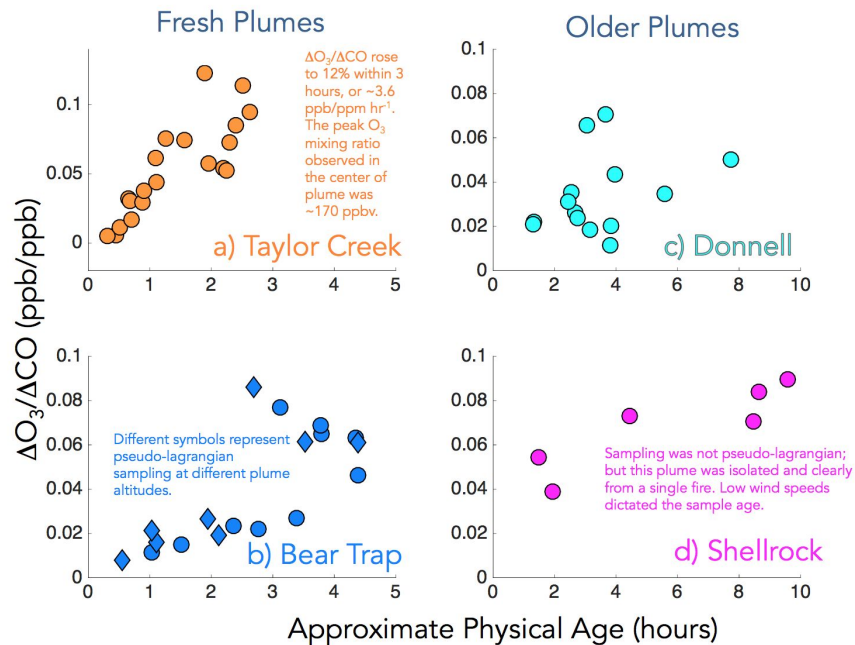 Fresh Plumes
Older Plumes
ΔO₃/ΔCO (ppb/ppb)
0.1
0.05
0
0
1
2
3
4
5
ΔO₃/ΔCO rose
to 12% within 3
hours, or ~3.6
ppb/ppm hr⁻¹.
The peak O₃
mixing ratio
observed in
the center of
plume was
~170 ppbv.
a) Taylor Creek
0.1
0.08
0.06
0.04
0.02
0
0
2
4
6
8
10
c) Donnell
0.1
0.08
0.06
0.04
0.02
0
0
1
2
3
4
5
Different symbols represent
pseudo-lagrangian
sampling at different plume
altitudes.
b) Bear Trap
0.1
0.08
0.06
0.04
0.02
0
0
2
4
6
8
10
Sampling was not pseudo-lagrangian;
but this plume was isolated and clearly
from a single fire. Low wind speeds
dictated the sample age.
d) Shellrock
Approximate Physical Age (hours)